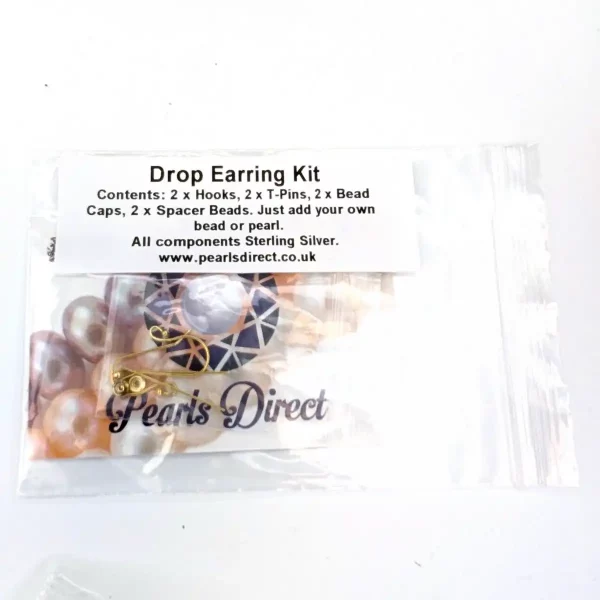 Drop Earring Kit
Contents: 2 x Hooks, 2 x T-Pins, 2 x Bead
Caps, 2 x Spacer Beads. Just add your own
bead or pearl.
All components Sterling Silver.
www.pearlsdirect.co.uk
Pearls Direct